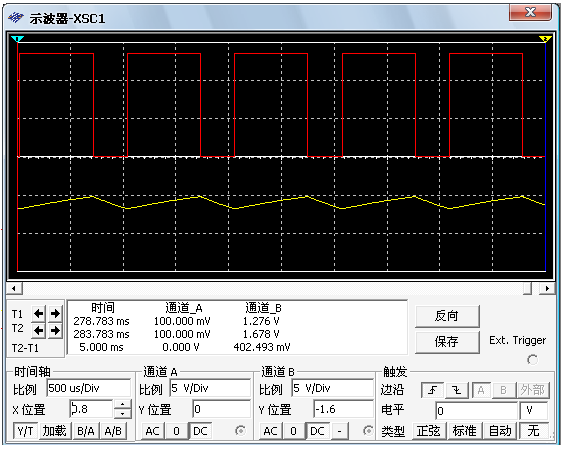 示波器-XSC1
1
2
时间 通道_A 通道_B
T1 278.783 ms 100.000 mV 1.276 V
T2 283.783 ms 100.000 mV 1.678 V
T2-T1 5.000 ms 0.000 V 402.493 mV
反向
保存
Ext. Trigger
时间轴 通道 A 通道 B 触发
比例 500 us/Div 比例 5 V/Div 比例 5 V/Div 边沿 A B 外部
X 位置 0.8 Y 位置 0 Y 位置 -1.6 电平 0 V
Y/T 加载 B/A A/B AC 0 DC AC 0 DC - 类型 正弦 标准 自动 无